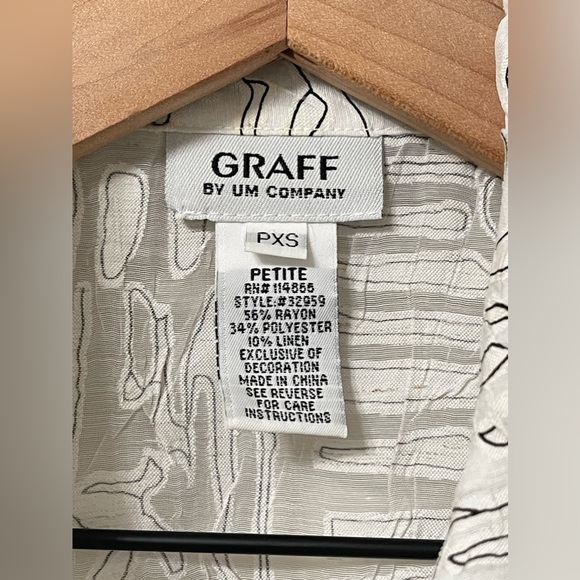 GRAFF
BY UM COMPANY
PXS
PETITE
RN# 114866
STYLE:#32959
56% RAYON
34% POLYESTER
10% LINEN
EXCLUSIVE OF
DECORATION
MADE IN CHINA
SEE REVERSE
FOR CARE
INSTRUCTIONS